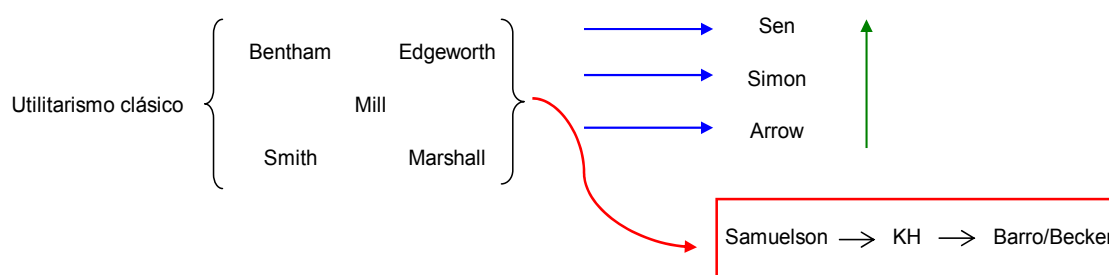 Utilitarismo clásico
Bentham Edgeworth
Mill
Smith Marshall
Sen
Simon
Arrow
Samuelson KH Barro/Becker